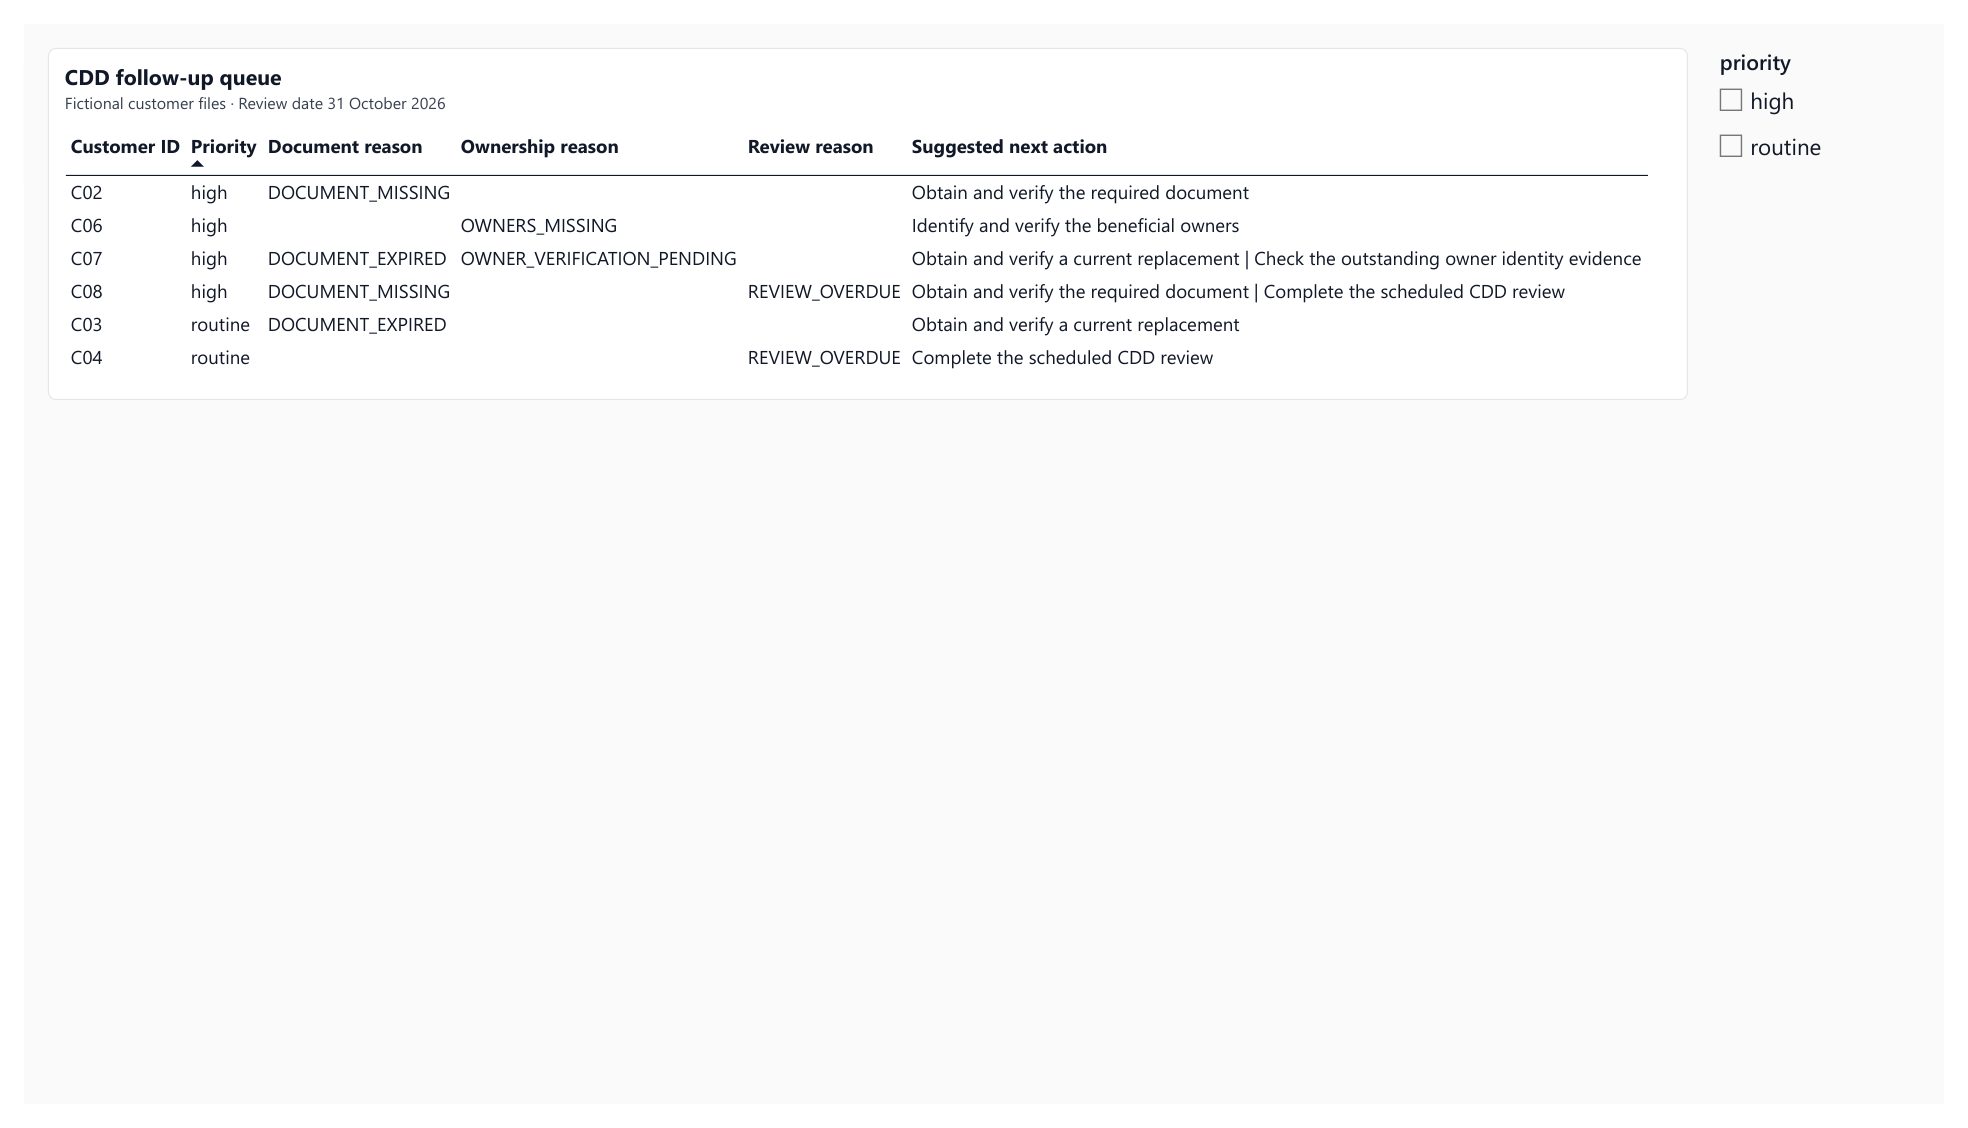 CDD follow-up queue
Fictional customer files · Review date 31 October 2026
Customer ID Priority Document reason Ownership reason Review reason Suggested next action
C02 high DOCUMENT_MISSING Obtain and verify the required document
C06 high OWNERS_MISSING Identify and verify the beneficial owners
C07 high DOCUMENT_EXPIRED OWNER_VERIFICATION_PENDING Obtain and verify a current replacement | Check the outstanding owner identity evidence
C08 high DOCUMENT_MISSING REVIEW_OVERDUE Obtain and verify the required document | Complete the scheduled CDD review
C03 routine DOCUMENT_EXPIRED Obtain and verify a current replacement
C04 routine REVIEW_OVERDUE Complete the scheduled CDD review
priority
high
routine